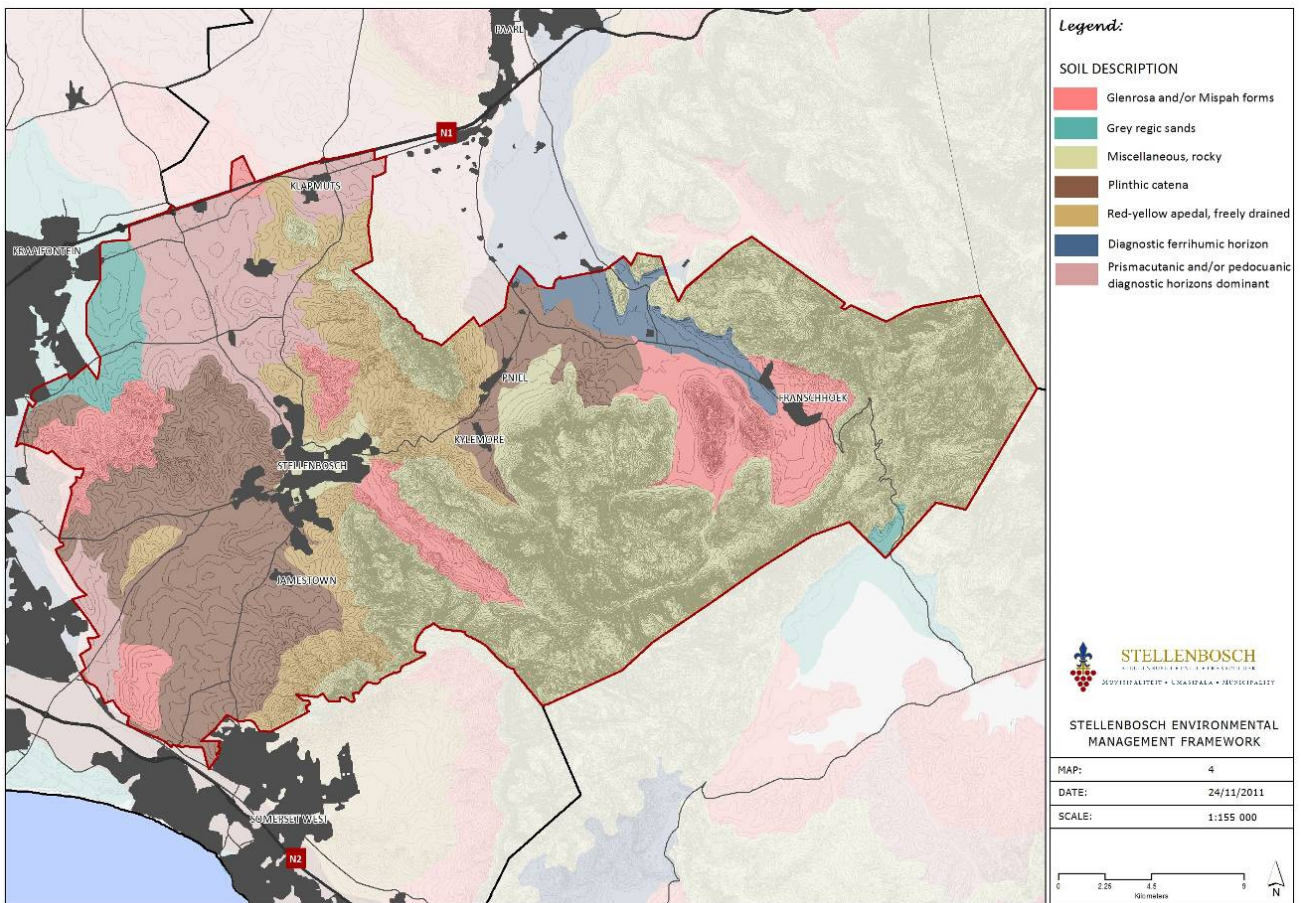 PAARL
N1
KLAPMUTS
KRAAIFONTEIN
PNIEL
FRANSCHHOEK
KYLEMORE
STELLENBOSCH
JAMESTOWN
SOMERSET WEST
N2
Legend:
SOIL DESCRIPTION
Glenrosa and/or Mispah forms
Grey regic sands
Miscellaneous, rocky
Plinthic catena
Red-yellow apedal, freely drained
Diagnostic ferrihumic horizon
Prismacutanic and/or pedocuanic
diagnostic horizons dominant
STELLENBOSCH
MUNISIPALITEIT • UMASIPALA • MUNICIPALITY
STELLENBOSCH ENVIRONMENTAL
MANAGEMENT FRAMEWORK
MAP: 4
DATE: 24/11/2011
SCALE: 1:155 000
0 2.25 4.5 9
Kilometers
N